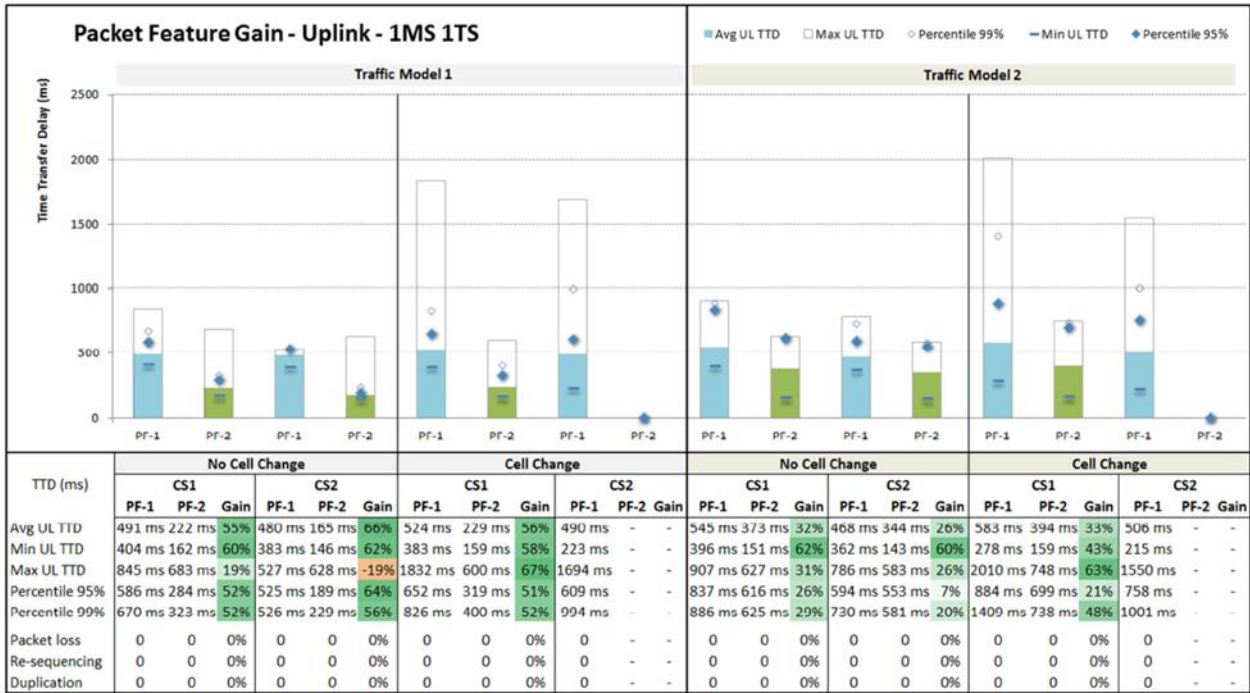 Packet Feature Gain - Uplink - 1MS 1TS
Avg UL TTD Max UL TTD Percentile 99% Min UL TTD Percentile 95%
Traffic Model 1 Traffic Model 2
Time Transfer Delay (ms)
2500
2000
1500
1000
500
0
PF-1 PF-2 PF-1 PF-2 PF-1 PF-2 PF-1 PF-2 PF-1 PF-2 PF-1 PF-2 PF-1 PF-2 PF-1 PF-2
No Cell Change Cell Change No Cell Change Cell Change
TTD (ms) CS1 CS2 CS1 CS2 CS1 CS2 CS1 CS2
PF-1 PF-2 Gain PF-1 PF-2 Gain PF-1 PF-2 Gain PF-1 PF-2 Gain PF-1 PF-2 Gain PF-1 PF-2 Gain PF-1 PF-2 Gain PF-1 PF-2 Gain
Avg UL TTD 491 ms 222 ms 55% 480 ms 165 ms 66% 524 ms 229 ms 56% 490 ms - - 545 ms 373 ms 32% 468 ms 344 ms 26% 583 ms 394 ms 33% 506 ms - -
Min UL TTD 404 ms 162 ms 60% 383 ms 146 ms 62% 383 ms 159 ms 58% 223 ms - - 396 ms 151 ms 62% 362 ms 143 ms 60% 278 ms 159 ms 43% 215 ms - -
Max UL TTD 845 ms 683 ms 19% 527 ms 628 ms -19% 1832 ms 600 ms 67% 1694 ms - - 907 ms 627 ms 31% 786 ms 583 ms 26% 2010 ms 748 ms 63% 1550 ms - -
Percentile 95% 586 ms 284 ms 52% 525 ms 189 ms 64% 652 ms 319 ms 51% 609 ms - - 837 ms 616 ms 26% 594 ms 553 ms 7% 884 ms 699 ms 21% 758 ms - -
Percentile 99% 670 ms 323 ms 52% 526 ms 229 ms 56% 826 ms 400 ms 52% 994 ms - - 886 ms 625 ms 29% 730 ms 581 ms 20% 1409 ms 738 ms 48% 1001 ms - -
Packet loss 0 0 0% 0 0 0% 0 0 0% 0 - - 0 0 0% 0 0 0% 0 0 0% 0 - -
Re-sequencing 0 0 0% 0 0 0% 0 0 0% 0 - - 0 0 0% 0 0 0% 0 0 0% 0 - -
Duplication 0 0 0% 0 0 0% 0 0 0% 0 - - 0 0 0% 0 0 0% 0 0 0% 0 - -